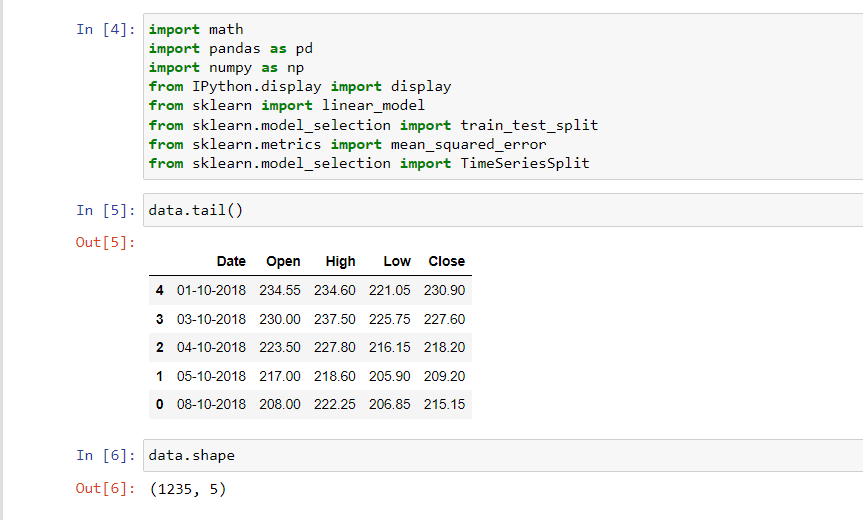 In [4]: import math
import pandas as pd
import numpy as np
from IPython.display import display
from sklearn import linear_model
from sklearn.model_selection import train_test_split
from sklearn.metrics import mean_squared_error
from sklearn.model_selection import TimeSeriesSplit
In [5]: data.tail()
Out[5]:
Date Open High Low Close
4 01-10-2018 234.55 234.60 221.05 230.90
3 03-10-2018 230.00 237.50 225.75 227.60
2 04-10-2018 223.50 227.80 216.15 218.20
1 05-10-2018 217.00 218.60 205.90 209.20
0 08-10-2018 208.00 222.25 206.85 215.15
In [6]: data.shape
Out[6]: (1235, 5)